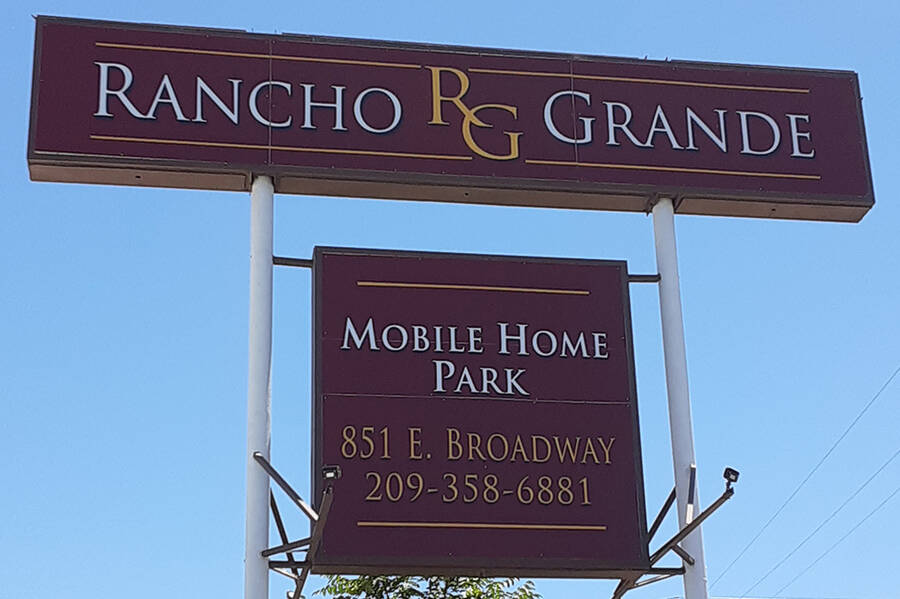 RANCHO RG GRANDE
MOBILE HOME
PARK
851 E. BROADWAY
209-358-6881